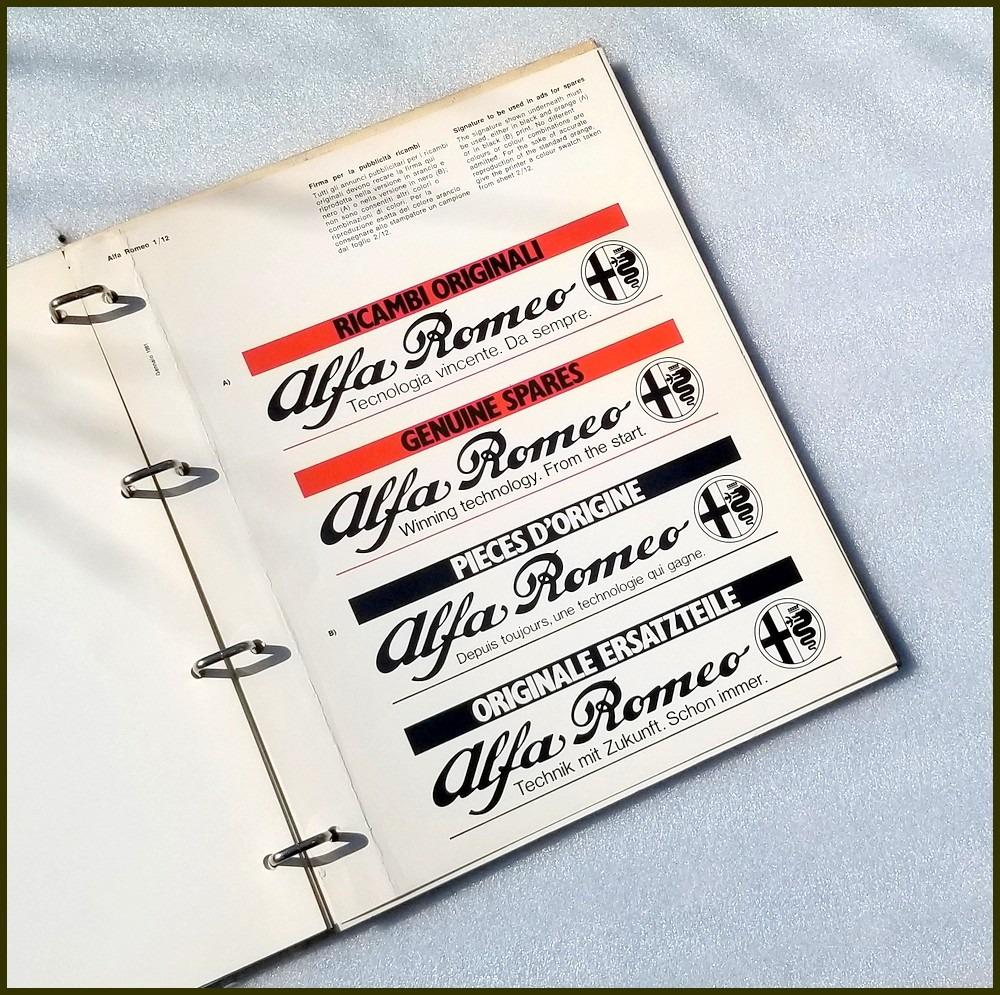 Alfa Romeo 1/12
Firma per la pubblicità ricambi
Tutti gli annunci pubblicitari per i ricambi
originali devono recare la firma qui
riprodotta nella versione in arancio e
nero (A) o nella versione in nero (B);
non sono consentiti altri colori o
combinazioni di colori. Per la
riproduzione esatta del colore arancio
consegnare allo stampatore un campione
dal foglio 2/12.
Signature to be used in ads for spares
The signature shown underneath must
be used, either in black and orange (A)
or in black (B) print. No different
colours or colour combinations are
admitted. For the sake of accurate
reproduction of the standard orange,
give the printer a colour swatch taken
from sheet 2/12.
Gennaio 1981
A)
RICAMBI ORIGINALI
Alfa Romeo
Tecnologia vincente. Da sempre.
GENUINE SPARES
Alfa Romeo
Winning technology. From the start.
B)
PIECES D'ORIGINE
Alfa Romeo
Depuis toujours, une technologie qui gagne.
ORIGINALE ERSATZTEILE
Alfa Romeo
Technik mit Zukunft. Schon immer.